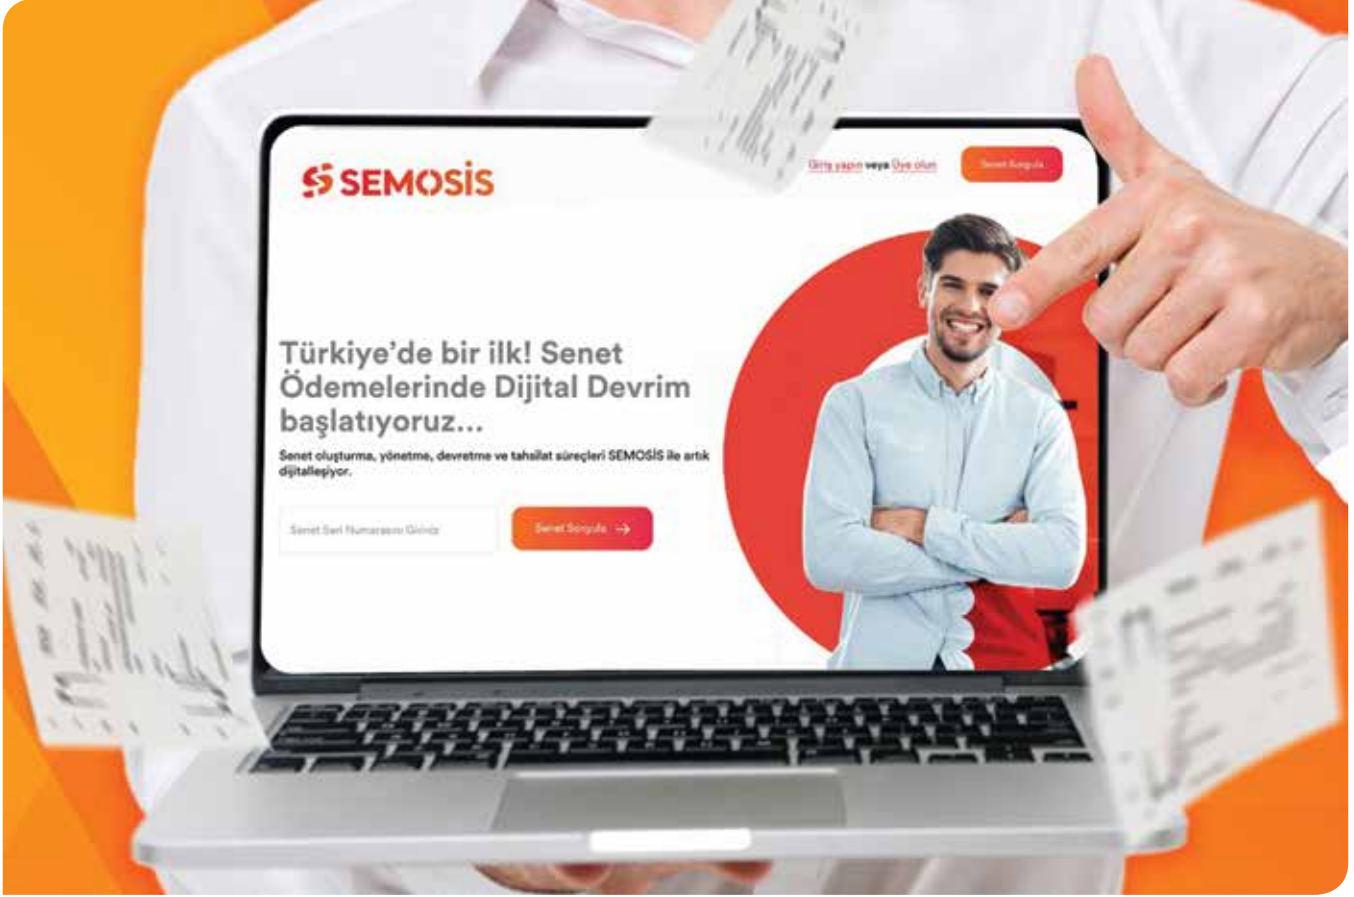 SEMOSİS
Giriş yapın veya Üye olun
Senet Sorgula
Türkiye’de bir ilk! Senet
Ödemelerinde Dijital Devrim
başlatıyoruz...
Senet oluşturma, yönetme, devretme ve tahsilat süreçleri SEMOSİS ile artık
dijitalleşiyor.
Senet Seri Numarasını Giriniz
Senet Sorgula →